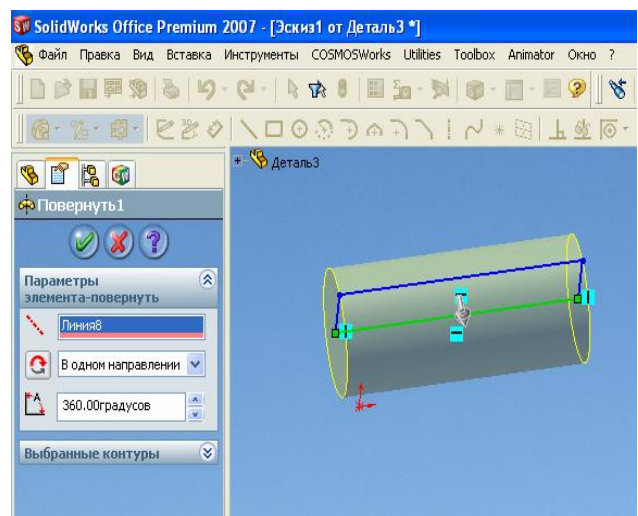 SolidWorks Office Premium 2007 - [Эскиз1 от Деталь3 *]
Файл Правка Вид Вставка Инструменты COSMOSWorks Utilities Toolbox Animator Окно ?
Деталь3
Повернуть1
Параметры
элемента-повернуть
Линия8
В одном направлении
360.00градусов
Выбранные контуры